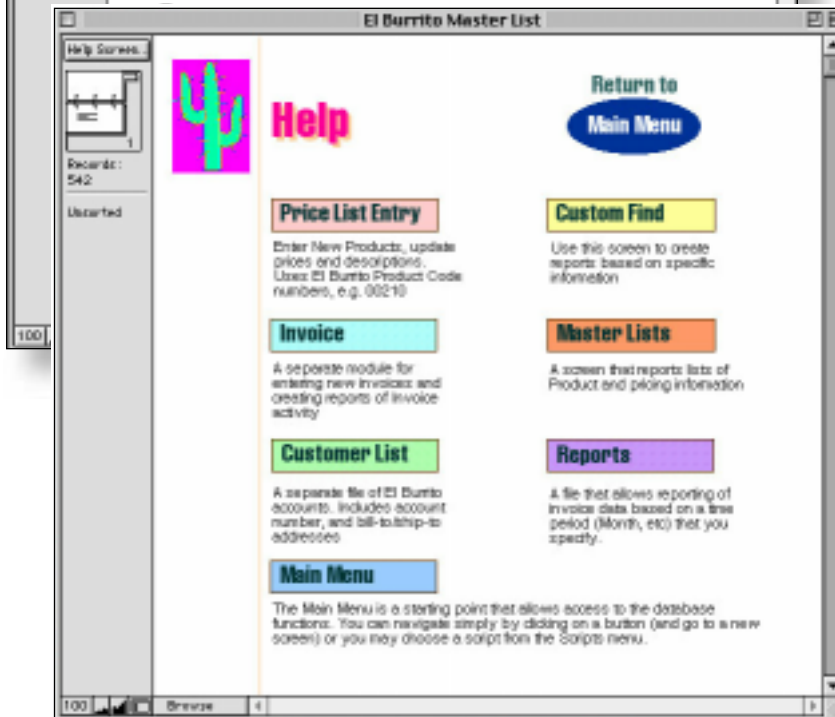 El Burrito Master List
Help Screen...
1
Records:
542
Unsorted
Help
Return to
Main Menu
Price List Entry
Enter New Products, update
prices and descriptions.
Uses El Burrito Product Code
numbers, e.g. 00210
Custom Find
Use this screen to create
reports based on specific
information
Invoice
A separate module for
entering new invoices and
creating reports of invoice
activity
Master Lists
A screen that reports lists of
Product and pricing information
Customer List
A separate file of El Burrito
accounts. Includes account
number, and bill-to/ship-to
addresses
Reports
A file that allows reporting of
invoice data based on a time
period (Month, etc) that you
specify.
Main Menu
The Main Menu is a starting point that allows access to the database
functions. You can navigate simply by clicking on a button (and go to a new
screen) or you may choose a script from the Scripts menu.
100
100
Browse